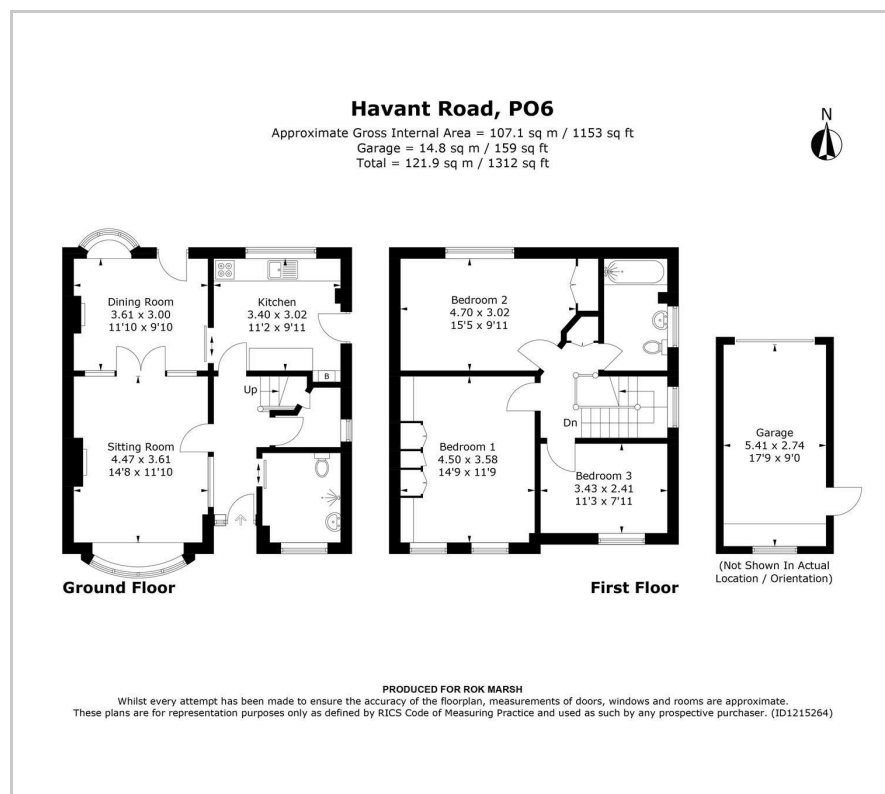 Havant Road, PO6
Approximate Gross Internal Area = 107.1 sq m / 1153 sq ft
Garage = 14.8 sq m / 159 sq ft
Total = 121.9 sq m / 1312 sq ft
N
Dining Room
3.61 x 3.00
11'10 x 9'10
Kitchen
3.40 x 3.02
11'2 x 9'11
B
Up
Sitting Room
4.47 x 3.61
14'8 x 11'10
Ground Floor
Bedroom 2
4.70 x 3.02
15'5 x 9'11
Dn
Bedroom 1
4.50 x 3.58
14'9 x 11'9
Bedroom 3
3.43 x 2.41
11'3 x 7'11
First Floor
Garage
5.41 x 2.74
17'9 x 9'0
(Not Shown In Actual
Location / Orientation)
PRODUCED FOR ROK MARSH
Whilst every attempt has been made to ensure the accuracy of the floorplan, measurements of doors, windows and rooms are approximate.
These plans are for representation purposes only as defined by RICS Code of Measuring Practice and used as such by any prospective purchaser. (ID1215264)